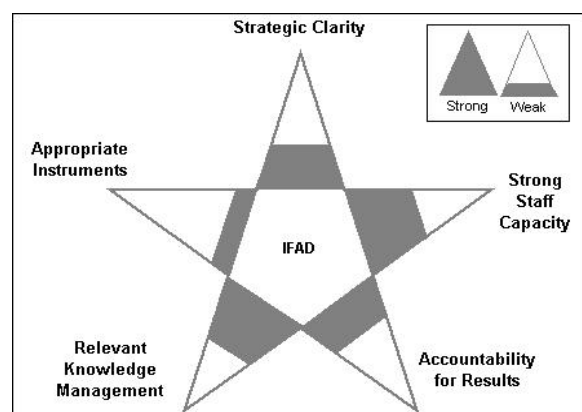 Strategic Clarity
Strong
Weak
Appropriate
Instruments
Strong
Staff
Capacity
IFAD
Relevant
Knowledge
Management
Accountability
for Results